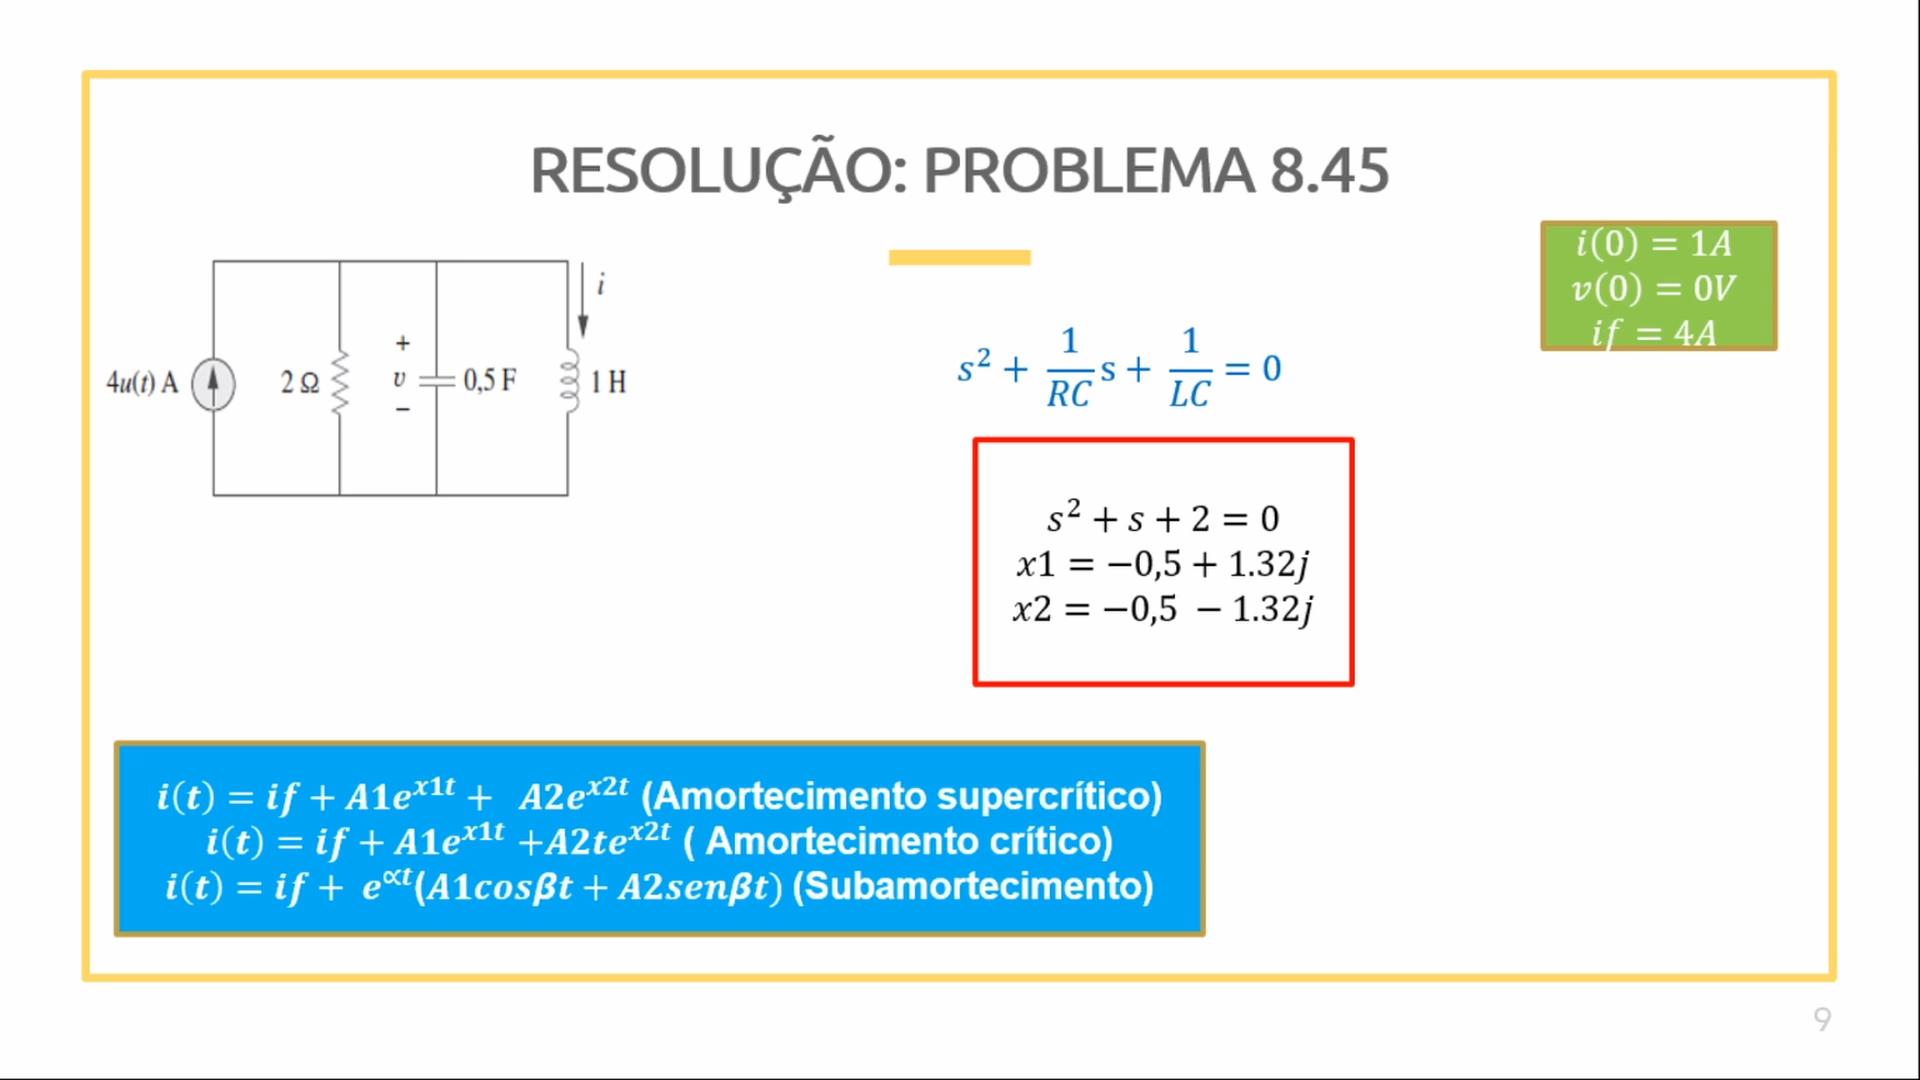 RESOLUÇÃO: PROBLEMA 8.45
i(0) = 1A
v(0) = 0V
if = 4A
4u(t) A
2 Ω
+
v
−
0,5 F
i
1 H
s² + 1/RC s + 1/LC = 0
s² + s + 2 = 0
x1 = −0,5 + 1.32j
x2 = −0,5 − 1.32j
i(t) = if + A1e^{x1t} + A2e^{x2t} (Amortecimento supercrítico)
i(t) = if + A1e^{x1t} +A2te^{x2t} ( Amortecimento crítico)
i(t) = if + e^{∝t}(A1cosβt + A2senβt) (Subamortecimento)
9